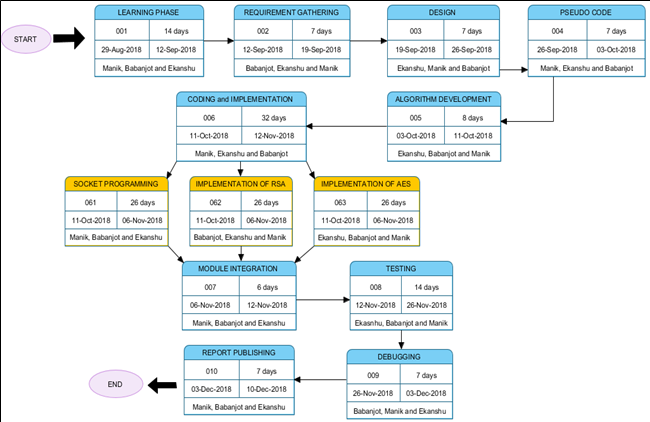 START
LEARNING PHASE
001 14 days
29-Aug-2018 12-Sep-2018
Manik, Babanjot and Ekanshu
REQUIREMENT GATHERING
002 7 days
12-Sep-2018 19-Sep-2018
Babanjot, Ekanshu and Manik
DESIGN
003 7 days
19-Sep-2018 26-Sep-2018
Ekanshu, Manik and Babanjot
PSEUDO CODE
004 7 days
26-Sep-2018 03-Oct-2018
Manik, Ekanshu and Babanjot
CODING and IMPLEMENTATION
006 32 days
11-Oct-2018 12-Nov-2018
Manik, Ekanshu and Babanjot
ALGORITHM DEVELOPMENT
005 8 days
03-Oct-2018 11-Oct-2018
Ekanshu, Babanjot and Manik
SOCKET PROGRAMMING
061 26 days
11-Oct-2018 06-Nov-2018
Manik, Babanjot and Ekanshu
IMPLEMENTATION OF RSA
062 26 days
11-Oct-2018 06-Nov-2018
Babanjot, Ekanshu and Manik
IMPLEMENTATION OF AES
063 26 days
11-Oct-2018 06-Nov-2018
Ekanshu, Babanjot and Manik
MODULE INTEGRATION
007 6 days
06-Nov-2018 12-Nov-2018
Manik, Babanjot and Ekanshu
TESTING
008 14 days
12-Nov-2018 26-Nov-2018
Ekasnhu, Babanjot and Manik
REPORT PUBLISHING
010 7 days
03-Dec-2018 10-Dec-2018
Manik, Babanjot and Ekanshu
DEBUGGING
009 7 days
26-Nov-2018 03-Dec-2018
Babanjot, Manik and Ekanshu
END